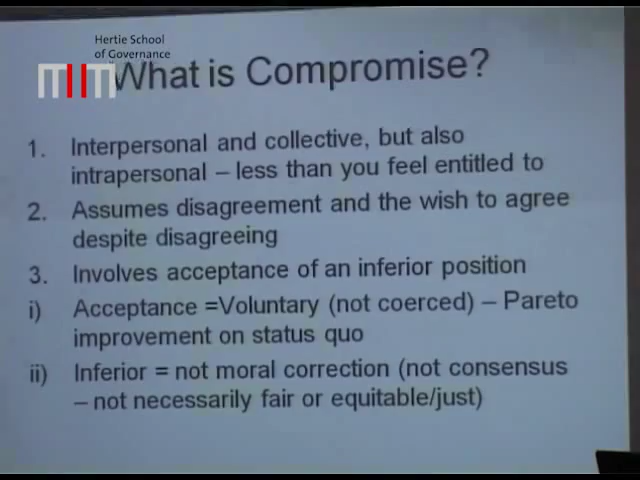 Hertie School
of Governance
What is Compromise?
1. Interpersonal and collective, but also
intrapersonal – less than you feel entitled to
2. Assumes disagreement and the wish to agree
despite disagreeing
3. Involves acceptance of an inferior position
i) Acceptance =Voluntary (not coerced) – Pareto
improvement on status quo
ii) Inferior = not moral correction (not consensus
– not necessarily fair or equitable/just)